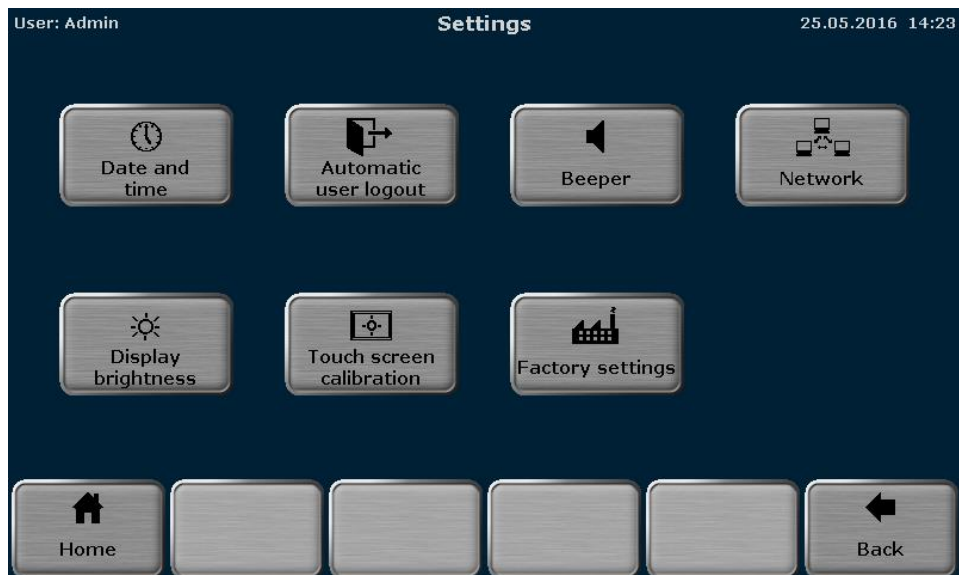 User: Admin
Settings
25.05.2016 14:23
Date and
time
Automatic
user logout
Beeper
Network
Display
brightness
Touch screen
calibration
Factory settings
Home
Back